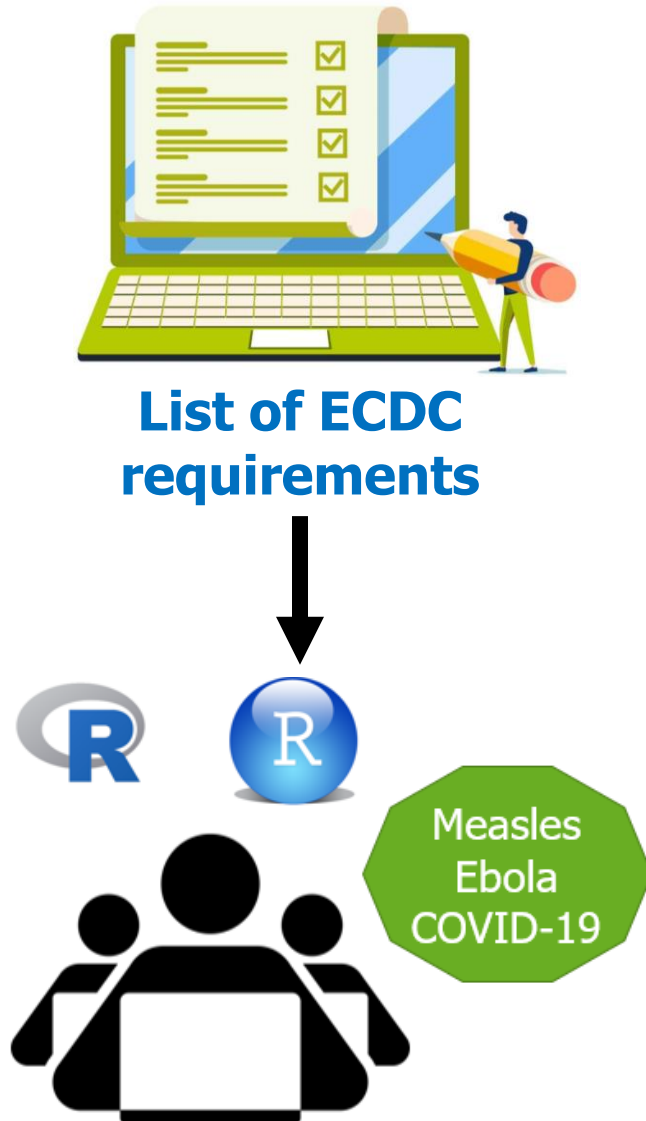 List of ECDC
requirements
R
R
Measles
Ebola
COVID-19